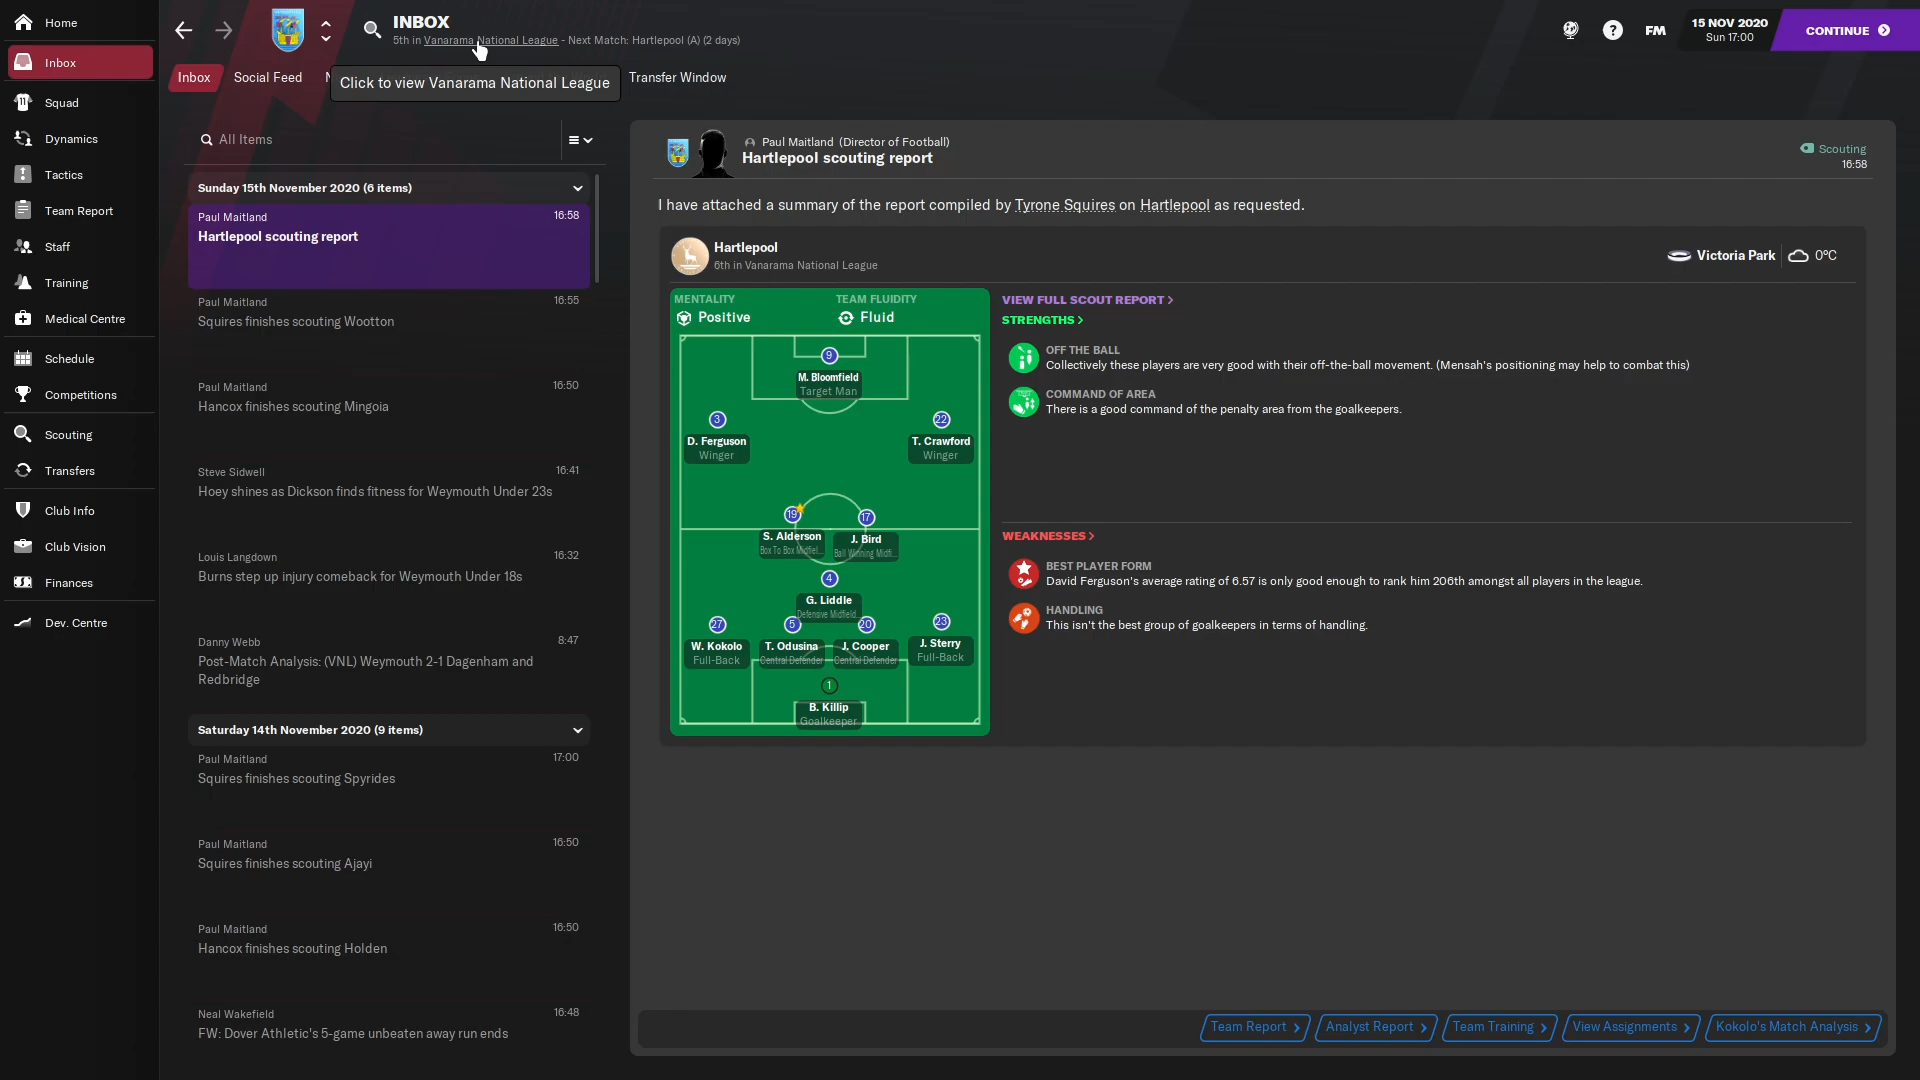 Home
Inbox
Squad
Dynamics
Tactics
Team Report
Staff
Training
Medical Centre
Schedule
Competitions
Scouting
Transfers
Club Info
Club Vision
Finances
Dev. Centre
INBOX
5th in Vanarama National League - Next Match: Hartlepool (A) (2 days)
FM
15 NOV 2020
Sun 17:00
CONTINUE
Inbox
Social Feed
Click to view Vanarama National League
Transfer Window
All Items
Sunday 15th November 2020 (6 items)
Paul Maitland 16:58
Hartlepool scouting report
Paul Maitland 16:55
Squires finishes scouting Wootton
Paul Maitland 16:50
Hancox finishes scouting Mingoia
Steve Sidwell 16:41
Hoey shines as Dickson finds fitness for Weymouth Under 23s
Louis Langdown 16:32
Burns step up injury comeback for Weymouth Under 18s
Danny Webb 8:47
Post-Match Analysis: (VNL) Weymouth 2-1 Dagenham and
Redbridge
Saturday 14th November 2020 (9 items)
Paul Maitland 17:00
Squires finishes scouting Spyrides
Paul Maitland 16:50
Squires finishes scouting Ajayi
Paul Maitland 16:50
Hancox finishes scouting Holden
Neal Wakefield 16:48
FW: Dover Athletic's 5-game unbeaten away run ends
Paul Maitland (Director of Football)
Hartlepool scouting report
Scouting
16:58
I have attached a summary of the report compiled by Tyrone Squires on Hartlepool as requested.
Hartlepool
6th in Vanarama National League
Victoria Park 0°C
MENTALITY TEAM FLUIDITY
Positive Fluid
9
M. Bloomfield
Target Man
3 22
D. Ferguson T. Crawford
Winger Winger
19 17
S. Alderson J. Bird
Box To Box Midfiel... Ball Winning Midfi...
4
G. Liddle
Defensive Midfield...
27 5 20 23
W. Kokolo T. Odusina J. Cooper J. Sterry
Full-Back Central Defender Central Defender Full-Back
1
B. Killip
Goalkeeper
VIEW FULL SCOUT REPORT >
STRENGTHS >
OFF THE BALL
Collectively these players are very good with their off-the-ball movement. (Mensah's positioning may help to combat this)
COMMAND OF AREA
There is a good command of the penalty area from the goalkeepers.
WEAKNESSES >
BEST PLAYER FORM
David Ferguson's average rating of 6.57 is only good enough to rank him 206th amongst all players in the league.
HANDLING
This isn't the best group of goalkeepers in terms of handling.
Team Report >
Analyst Report >
Team Training >
View Assignments >
Kokolo's Match Analysis >